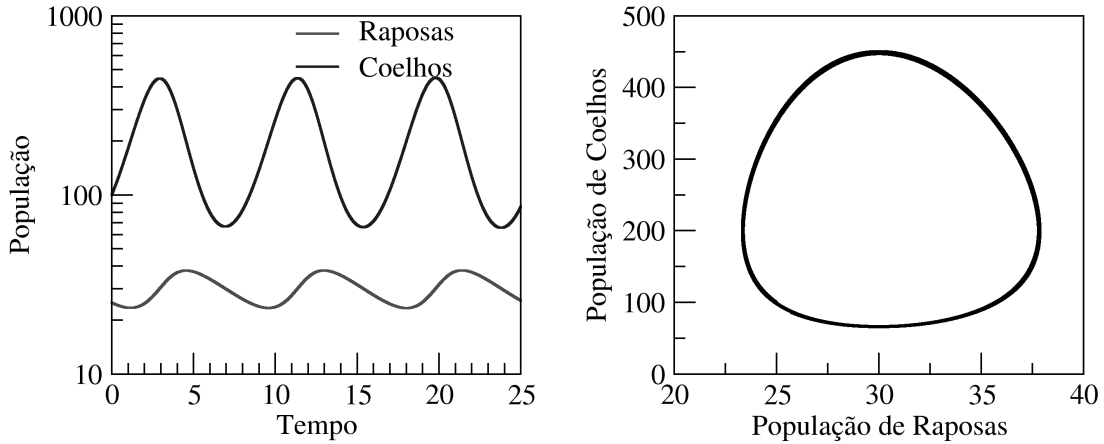 1000
Raposas
Coelhos
População
100
10
0 5 10 15 20 25
Tempo
500
400
300
200
100
0
População de Coelhos
20 25 30 35 40
População de Raposas